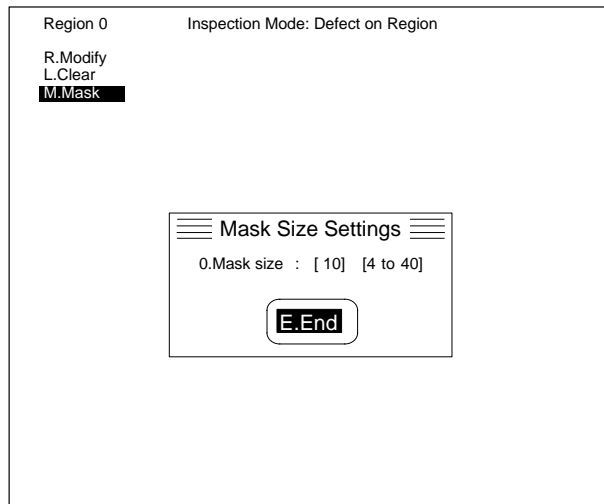 Region 0 Inspection Mode: Defect on Region
R.Modify
L.Clear
M.Mask
Mask Size Settings
0.Mask size : [ 10] [4 to 40]
E.End